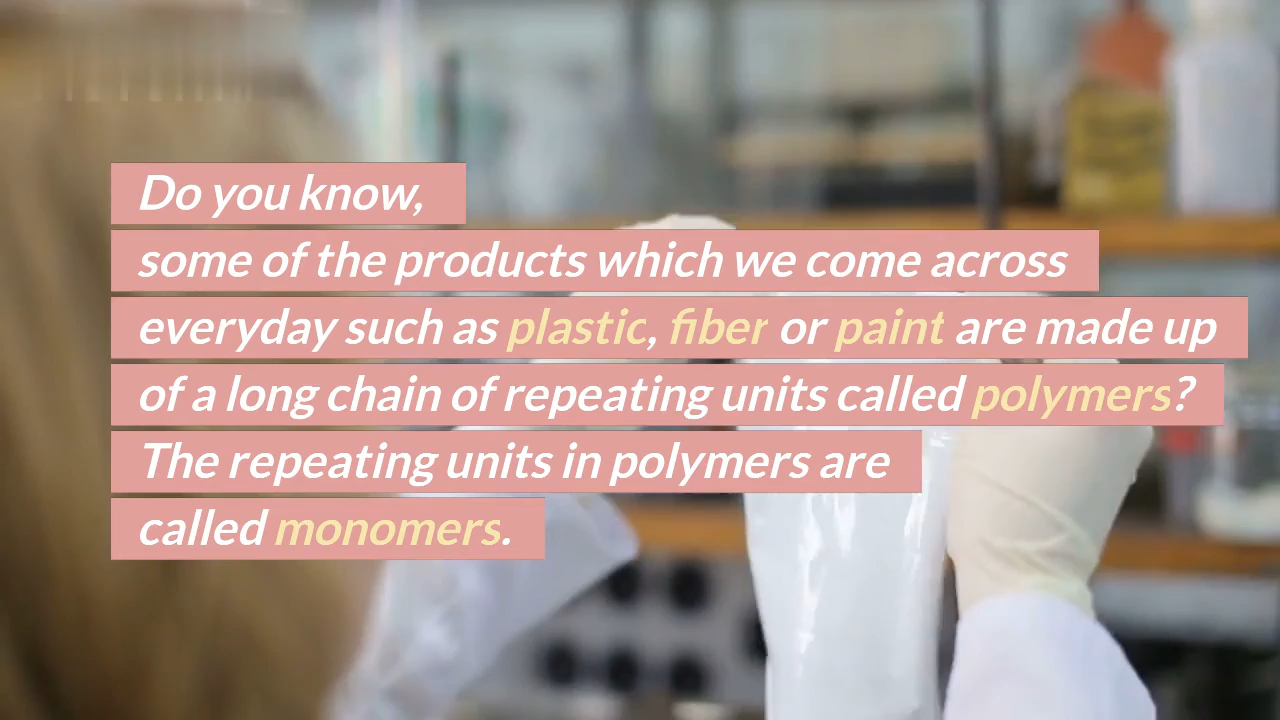 Do you know,
some of the products which we come across
everyday such as plastic, fiber or paint are made up
of a long chain of repeating units called polymers?
The repeating units in polymers are
called monomers.